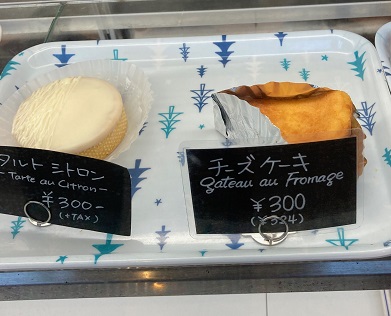 タルト シトロン
- Tarte au Citron -
¥300-
(+TAX)
チーズケーキ
Gâteau au Fromage
¥300
(¥324)